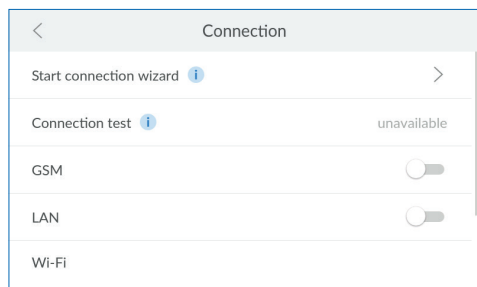 Connection
Start connection wizard i
Connection test i unavailable
GSM
LAN
Wi-Fi